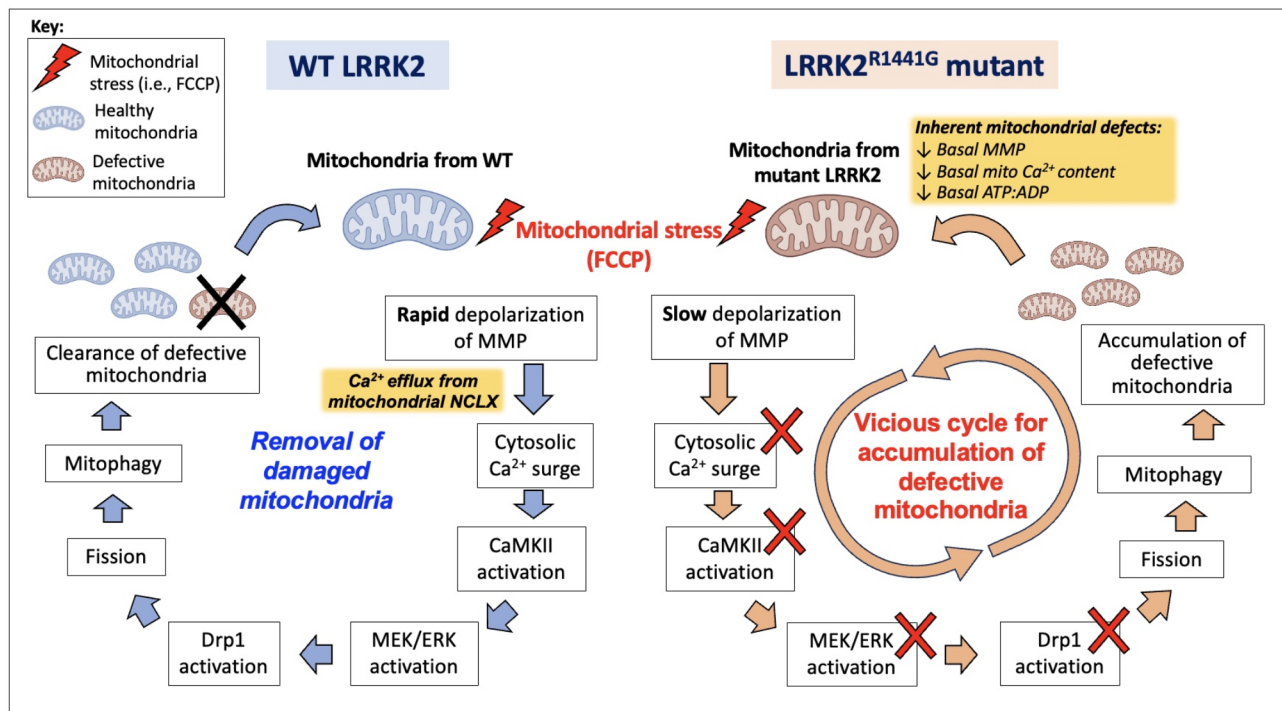 Key:
Mitochondrial
stress (i.e., FCCP)
Healthy
mitochondria
Defective
mitochondria
WT LRRK2
LRRK2R1441G mutant
Mitochondria from WT
Mitochondria from
mutant LRRK2
Inherent mitochondrial defects:
↓ Basal MMP
↓ Basal mito Ca²⁺ content
↓ Basal ATP:ADP
Mitochondrial stress
(FCCP)
Rapid depolarization
of MMP
Ca²⁺ efflux from
mitochondrial NCLX
Cytosolic
Ca²⁺ surge
CaMKII
activation
MEK/ERK
activation
Drp1
activation
Fission
Mitophagy
Clearance of defective
mitochondria
Removal of
damaged
mitochondria
Slow depolarization
of MMP
Cytosolic
Ca²⁺ surge
CaMKII
activation
MEK/ERK
activation
Drp1
activation
Fission
Mitophagy
Accumulation of
defective
mitochondria
Vicious cycle for
accumulation of
defective
mitochondria